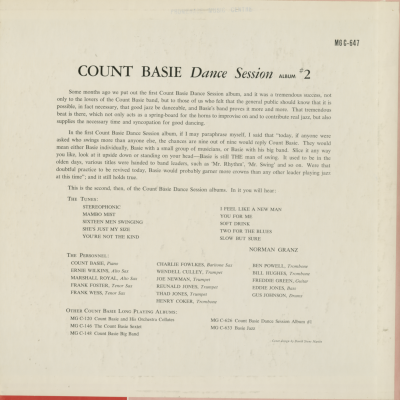 MG C-647
COUNT BASIE Dance Session ALBUM #2
Some months ago we put out the first Count Basie Dance Session album, and it was a tremendous success, not
only to the lovers of the Count Basie band, but to those of us who felt that the general public should know that it is
possible, in fact necessary, that good jazz be danceable, and Basie's band proves it more and more. That tremendous
beat is there, which not only acts as a spring-board for the horns to improvise on and to contribute real jazz, but also
supplies the necessary time and syncopation for good dancing.
In the first Count Basie Dance Session album, if I may paraphrase myself, I said that "today, if anyone were
asked who swings more than anyone else, the chances are nine out of nine would reply Count Basie. They would
mean either Basie individually, Basie with a small group of musicians, or Basie with his big band. Slice it any way
you like, look at it upside down or standing on your head—Basie is still THE man of swing. It used to be in the
older days, various titles were handed to band leaders, such as 'Mr. Rhythm', 'Mr. Swing' and so on. Were that
doubtful practice to be revived today, Basie would probably garner more crowns than any other leader playing jazz
at this time"; and it still holds true.
This is the second, then, of the Count Basie Dance Session albums. In it you will hear:
THE TUNES:
STEREOPHONIC
MAMBO MIST
SIXTEEN MEN SWINGING
SHE'S JUST MY SIZE
YOU'RE NOT THE KIND
I FEEL LIKE A NEW MAN
YOU FOR ME
SOFT DRINK
TWO FOR THE BLUES
SLOW BUT SURE
NORMAN GRANZ
THE PERSONNEL:
COUNT BASIE, Piano
ERNIE WILKINS, Alto Sax
MARSHALL ROYAL, Alto Sax
FRANK FOSTER, Tenor Sax
FRANK WESS, Tenor Sax
CHARLIE FOWLKES, Baritone Sax
WENDELL CULLEY, Trumpet
JOE NEWMAN, Trumpet
REUNALD JONES, Trumpet
THAD JONES, Trumpet
HENRY COKER, Trombone
BEN POWELL, Trombone
BILL HUGHES, Trombone
FREDDIE GREEN, Guitar
EDDIE JONES, Bass
GUS JOHNSON, Drums
OTHER COUNT BASIE LONG PLAYING ALBUMS:
MG C-120 Count Basie and His Orchestra Collates
MG C-146 The Count Basie Sextet
MG C-148 Count Basie Big Band
MG C-626 Count Basie Dance Session Album #1
MG C-633 Basie Jazz
Cover design by David Stone Martin